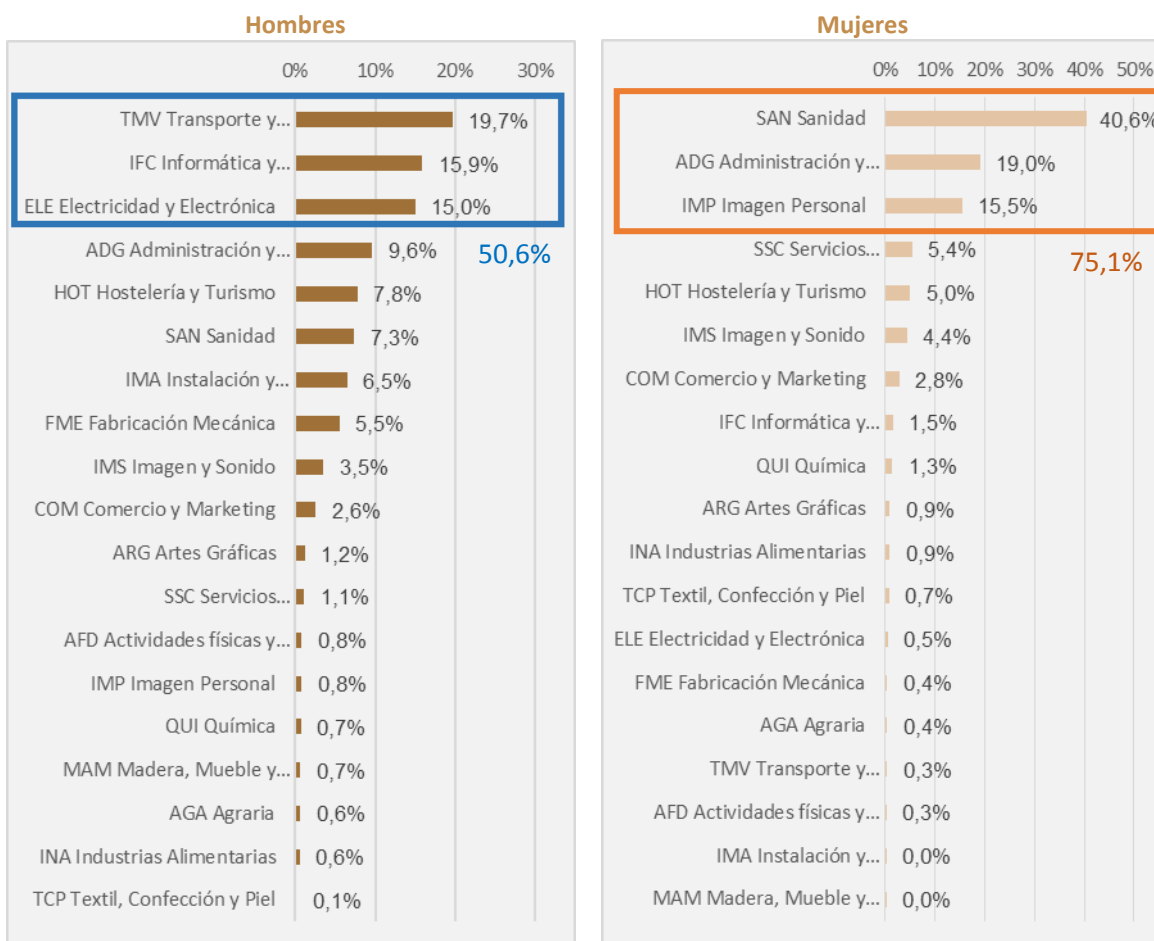 Hombres
0% 10% 20% 30%
TMV Transporte y... 19,7%
IFC Informática y... 15,9%
ELE Electricidad y Electrónica 15,0%
ADG Administración y... 9,6% 50,6%
HOT Hostelería y Turismo 7,8%
SAN Sanidad 7,3%
IMA Instalación y... 6,5%
FME Fabricación Mecánica 5,5%
IMS Imagen y Sonido 3,5%
COM Comercio y Marketing 2,6%
ARG Artes Gráficas 1,2%
SSC Servicios... 1,1%
AFD Actividades físicas y... 0,8%
IMP Imagen Personal 0,8%
QUI Química 0,7%
MAM Madera, Mueble y... 0,7%
AGA Agraria 0,6%
INA Industrias Alimentarias 0,6%
TCP Textil, Confección y Piel 0,1%
Mujeres
0% 10% 20% 30% 40% 50%
SAN Sanidad 40,6%
ADG Administración y... 19,0%
IMP Imagen Personal 15,5%
SSC Servicios... 5,4% 75,1%
HOT Hostelería y Turismo 5,0%
IMS Imagen y Sonido 4,4%
COM Comercio y Marketing 2,8%
IFC Informática y... 1,5%
QUI Química 1,3%
ARG Artes Gráficas 0,9%
INA Industrias Alimentarias 0,9%
TCP Textil, Confección y Piel 0,7%
ELE Electricidad y Electrónica 0,5%
FME Fabricación Mecánica 0,4%
AGA Agraria 0,4%
TMV Transporte y... 0,3%
AFD Actividades físicas y... 0,3%
IMA Instalación y... 0,0%
MAM Madera, Mueble y... 0,0%